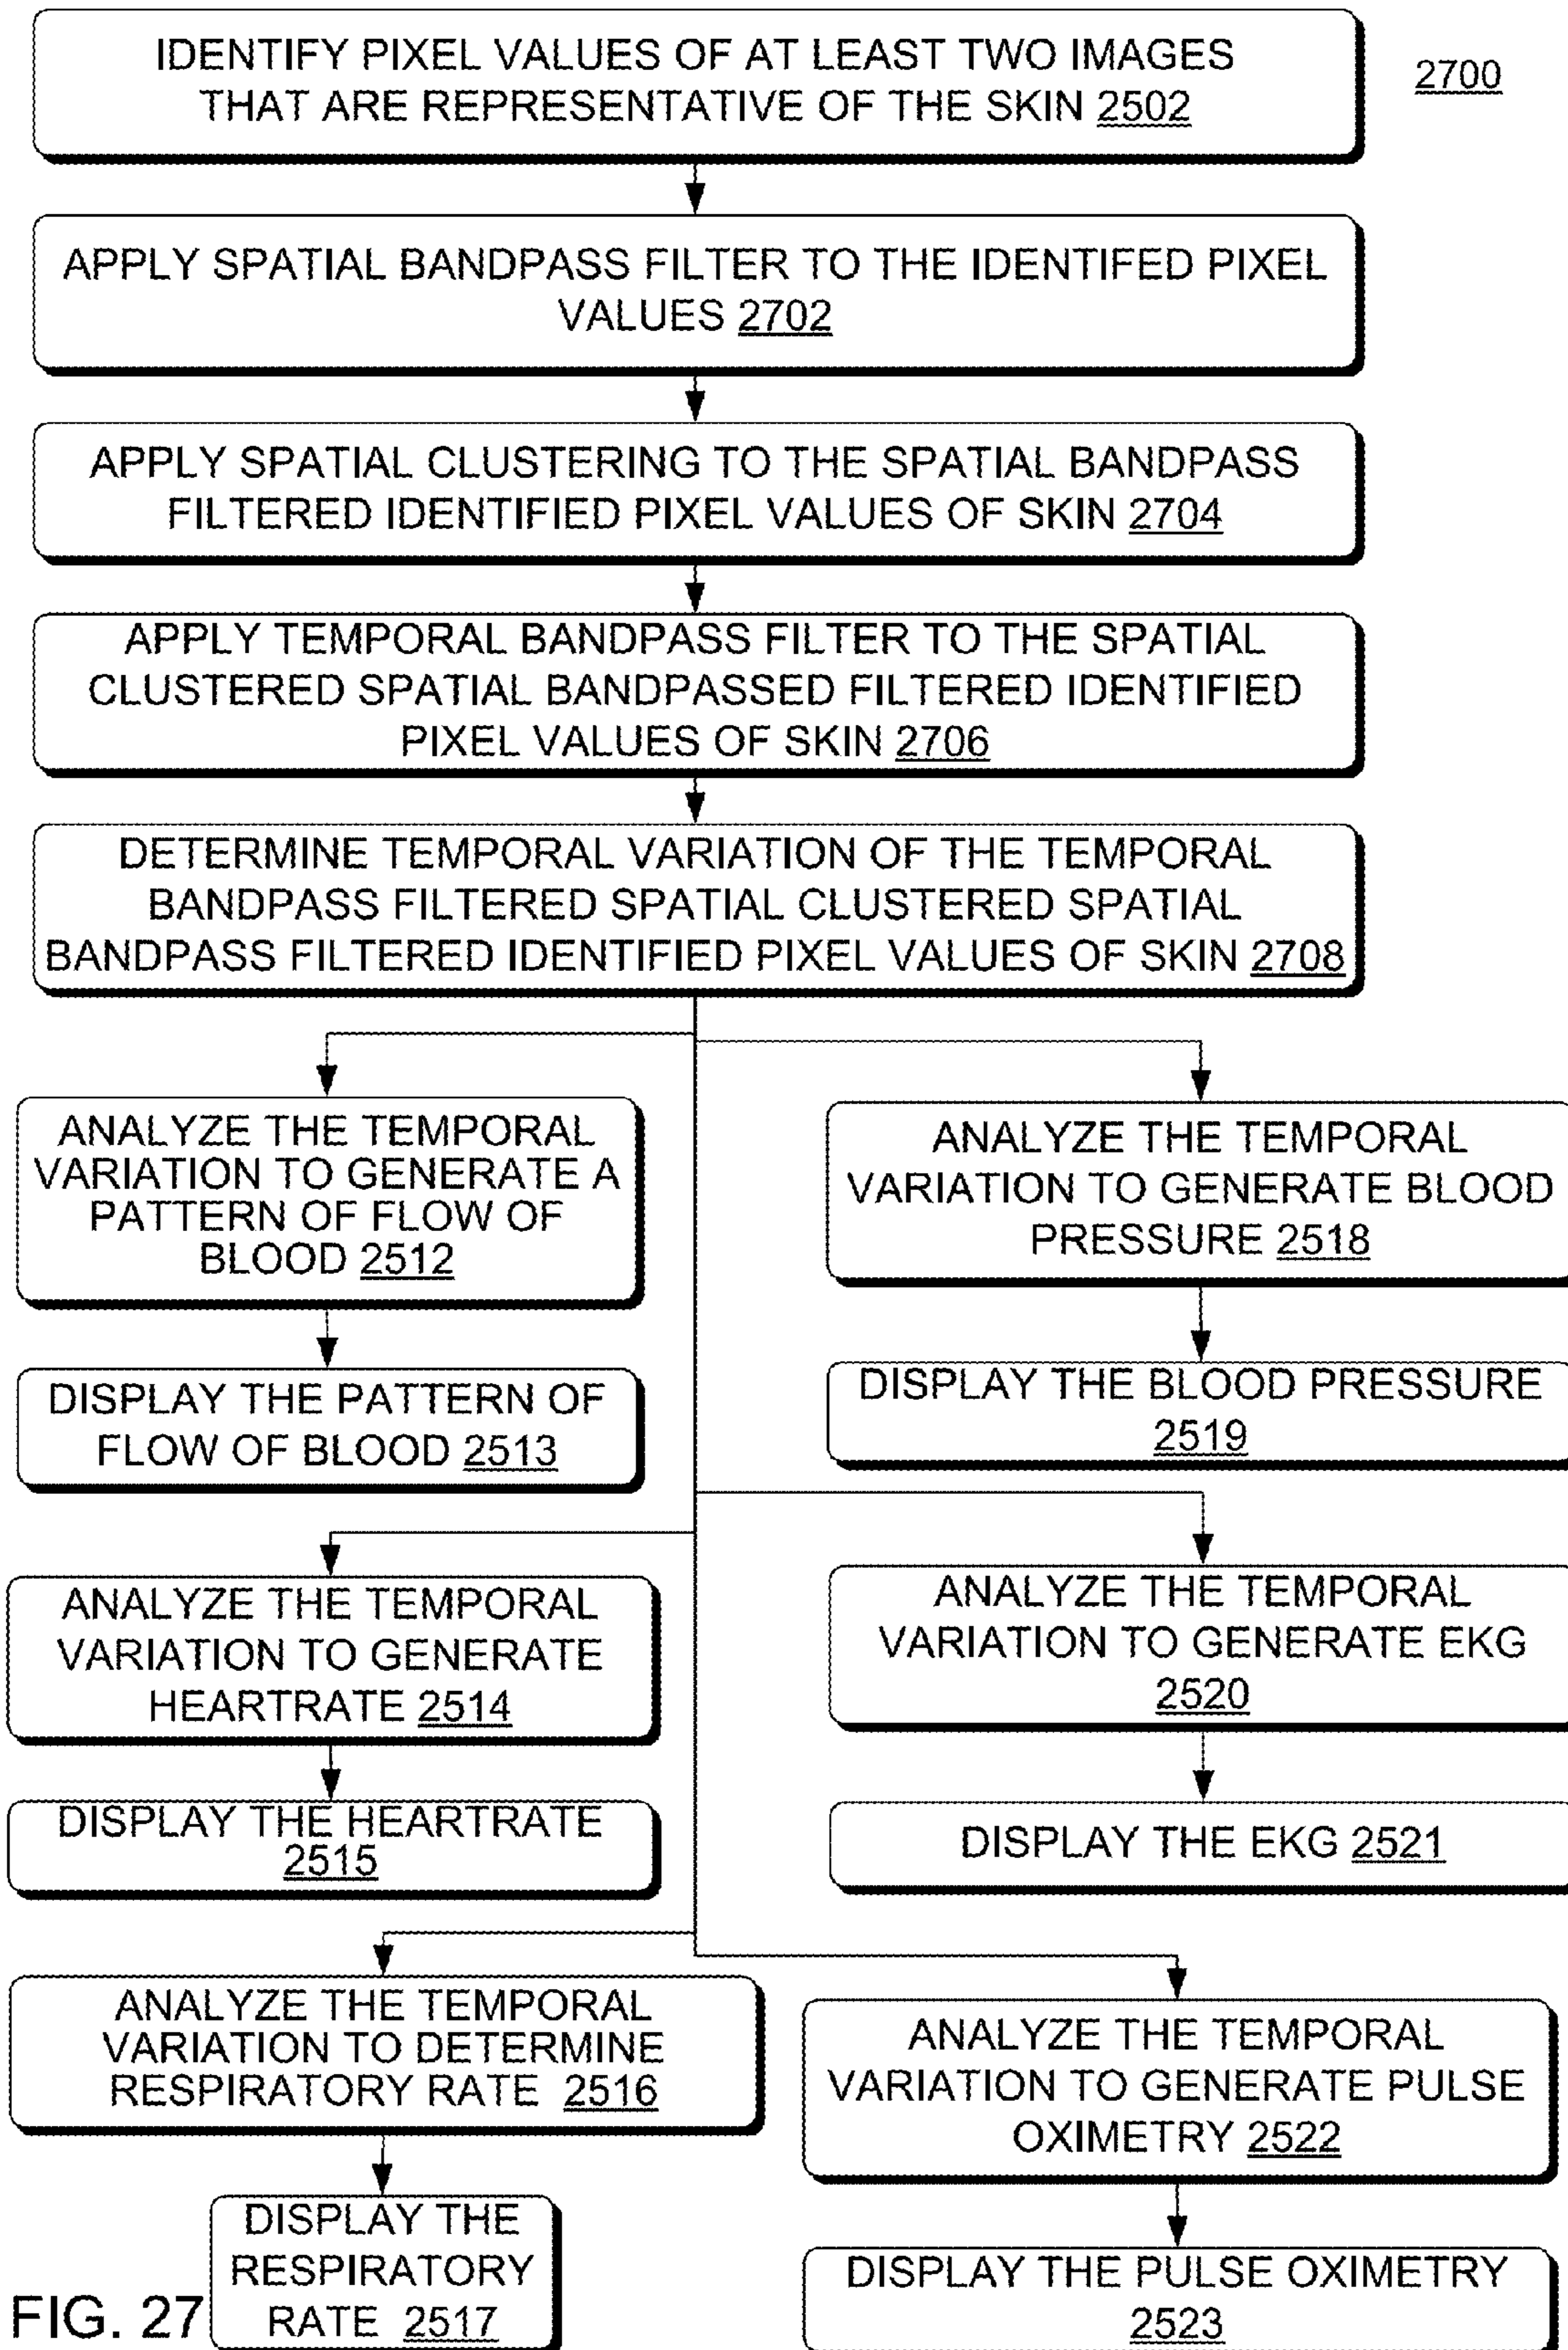 IDENTIFY PIXEL VALUES OF AT LEAST TWO IMAGES
THAT ARE REPRESENTATIVE OF THE SKIN 2502
2700
APPLY SPATIAL BANDPASS FILTER TO THE IDENTIFED PIXEL
VALUES 2702
APPLY SPATIAL CLUSTERING TO THE SPATIAL BANDPASS
FILTERED IDENTIFIED PIXEL VALUES OF SKIN 2704
APPLY TEMPORAL BANDPASS FILTER TO THE SPATIAL
CLUSTERED SPATIAL BANDPASSED FILTERED IDENTIFIED
PIXEL VALUES OF SKIN 2706
DETERMINE TEMPORAL VARIATION OF THE TEMPORAL
BANDPASS FILTERED SPATIAL CLUSTERED SPATIAL
BANDPASS FILTERED IDENTIFIED PIXEL VALUES OF SKIN 2708
ANALYZE THE TEMPORAL
VARIATION TO GENERATE A
PATTERN OF FLOW OF
BLOOD 2512
DISPLAY THE PATTERN OF
FLOW OF BLOOD 2513
ANALYZE THE TEMPORAL
VARIATION TO GENERATE BLOOD
PRESSURE 2518
DISPLAY THE BLOOD PRESSURE
2519
ANALYZE THE TEMPORAL
VARIATION TO GENERATE
HEARTRATE 2514
DISPLAY THE HEARTRATE
2515
ANALYZE THE TEMPORAL
VARIATION TO GENERATE EKG
2520
DISPLAY THE EKG 2521
ANALYZE THE TEMPORAL
VARIATION TO DETERMINE
RESPIRATORY RATE 2516
DISPLAY THE
RESPIRATORY
RATE 2517
ANALYZE THE TEMPORAL
VARIATION TO GENERATE PULSE
OXIMETRY 2522
DISPLAY THE PULSE OXIMETRY
2523
FIG. 27